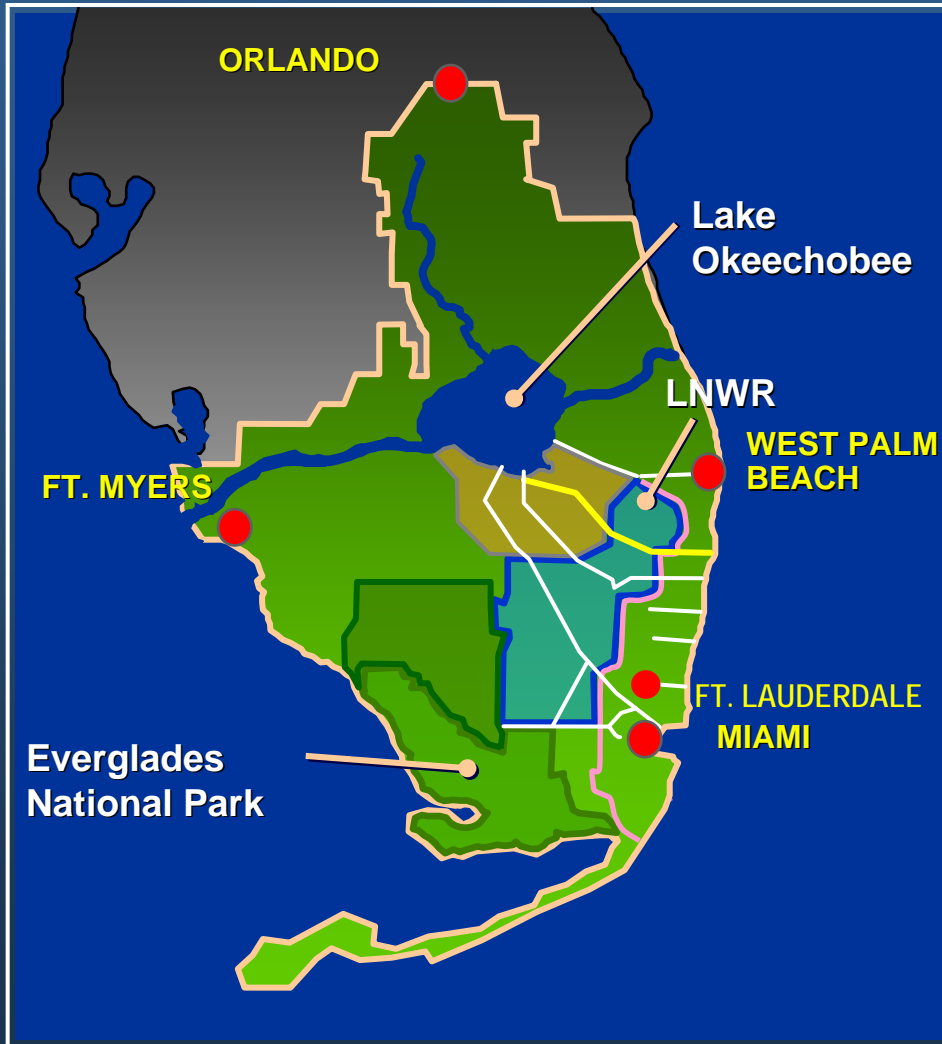 ORLANDO
Lake
Okeechobee
LNWR
WEST PALM
BEACH
FT. MYERS
FT. LAUDERDALE
MIAMI
Everglades
National Park